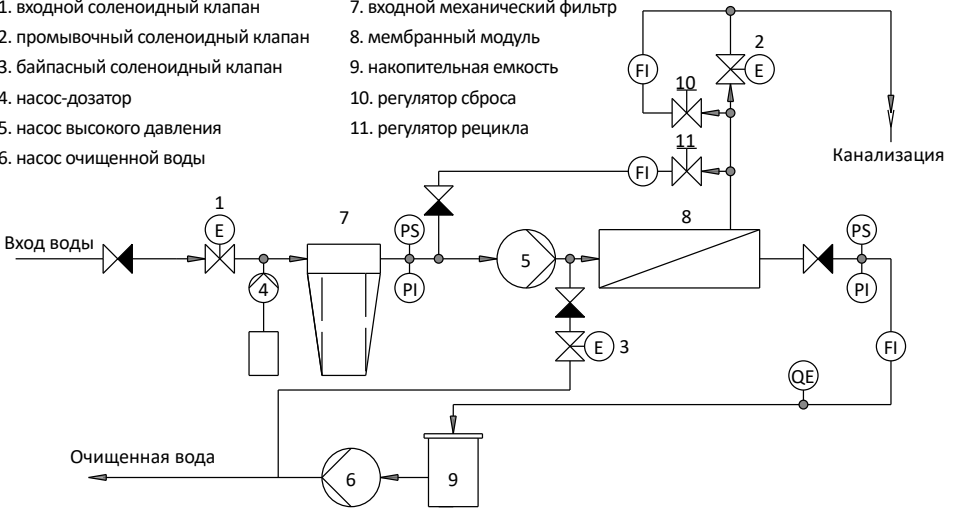 1. входной соленоидный клапан
2. промывочный соленоидный клапан
3. байпасный соленоидный клапан
4. насос-дозатор
5. насос высокого давления
6. насос очищенной воды
7. входной механический фильтр
8. мембранный модуль
9. накопительная емкость
10. регулятор сброса
11. регулятор рецикла
2
FI
E
10
11
FI
Канализация
1
E
7
PS
8
PS
Вход воды
5
4
PI
PI
E 3
FI
QE
Очищенная вода
6
9